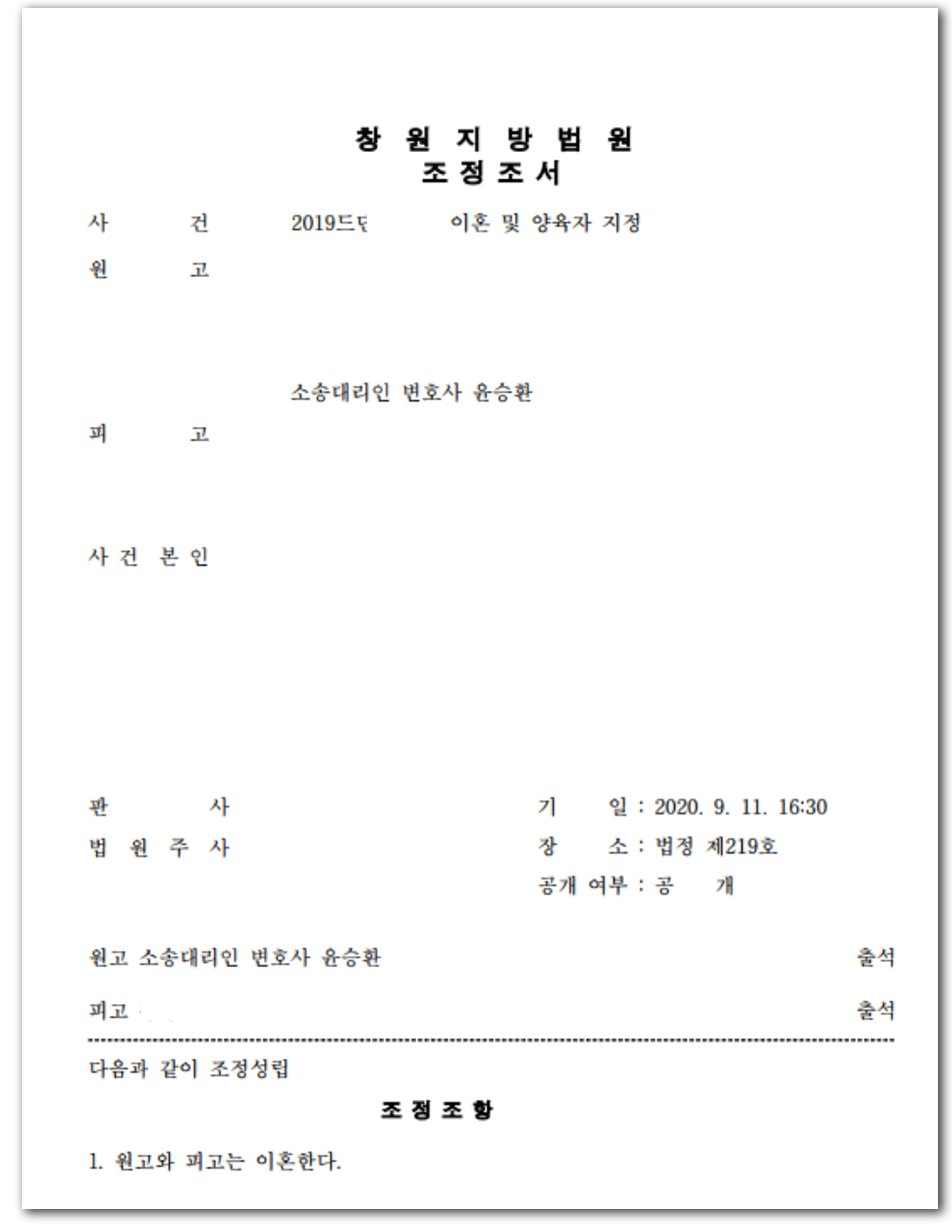 창 원 지 방 법 원
조 정 조 서
사 건 2019드 이혼 및 양육자 지정
원 고
소송대리인 변호사 윤승환
피 고
사 건 본 인
판 사 기 일 : 2020. 9. 11. 16:30
법 원 주 사 장 소 : 법정 제219호
공개 여부 : 공 개
원고 소송대리인 변호사 윤승환 출석
피고 출석
다음과 같이 조정성립
조 정 조 항
1. 원고와 피고는 이혼한다.